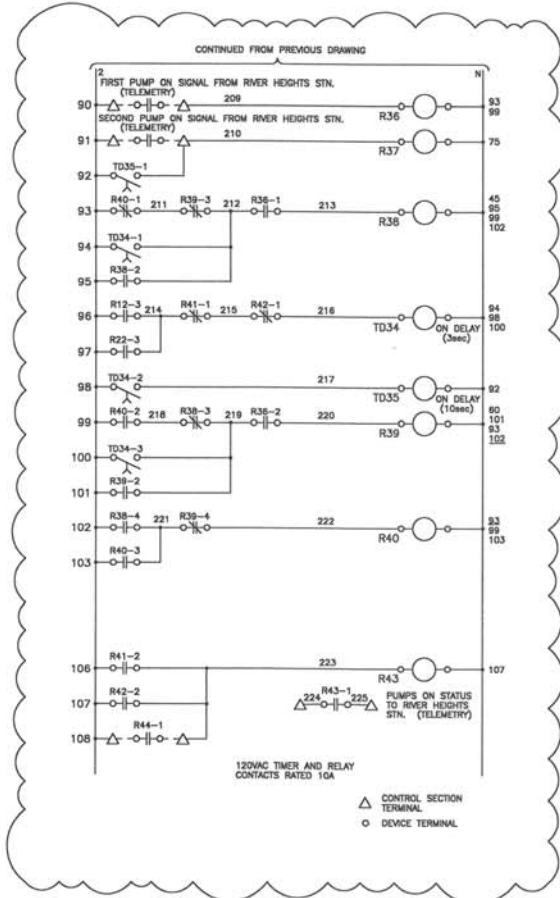 CONTINUED FROM PREVIOUS DRAWING
2
N
FIRST PUMP ON SIGNAL FROM RIVER HEIGHTS STN.
(TELEMETRY)
209
90
R36
93
99
SECOND PUMP ON SIGNAL FROM RIVER HEIGHTS STN.
(TELEMETRY)
210
91
R37
75
TD35-1
92
R40-1
211
R39-3
212
R36-1
213
93
R38
45
95
99
102
TD34-1
94
R38-2
95
R12-3
214
R41-1
215
R42-1
216
96
TD34
ON DELAY
(3sec)
94
98
100
R22-3
97
TD34-2
217
98
TD35
ON DELAY
(10sec)
92
R40-2
218
R38-3
219
R36-2
220
99
R39
60
101
93
102
TD34-3
100
R39-2
101
R38-4
221
R39-4
222
102
R40
93
99
103
R40-3
103
R41-2
223
106
R43
107
R42-2
107
224
R43-1
225
PUMPS ON STATUS
TO RIVER HEIGHTS
STN. (TELEMETRY)
R44-1
108
120VAC TIMER AND RELAY
CONTACTS RATED 10A
CONTROL SECTION
TERMINAL
DEVICE TERMINAL